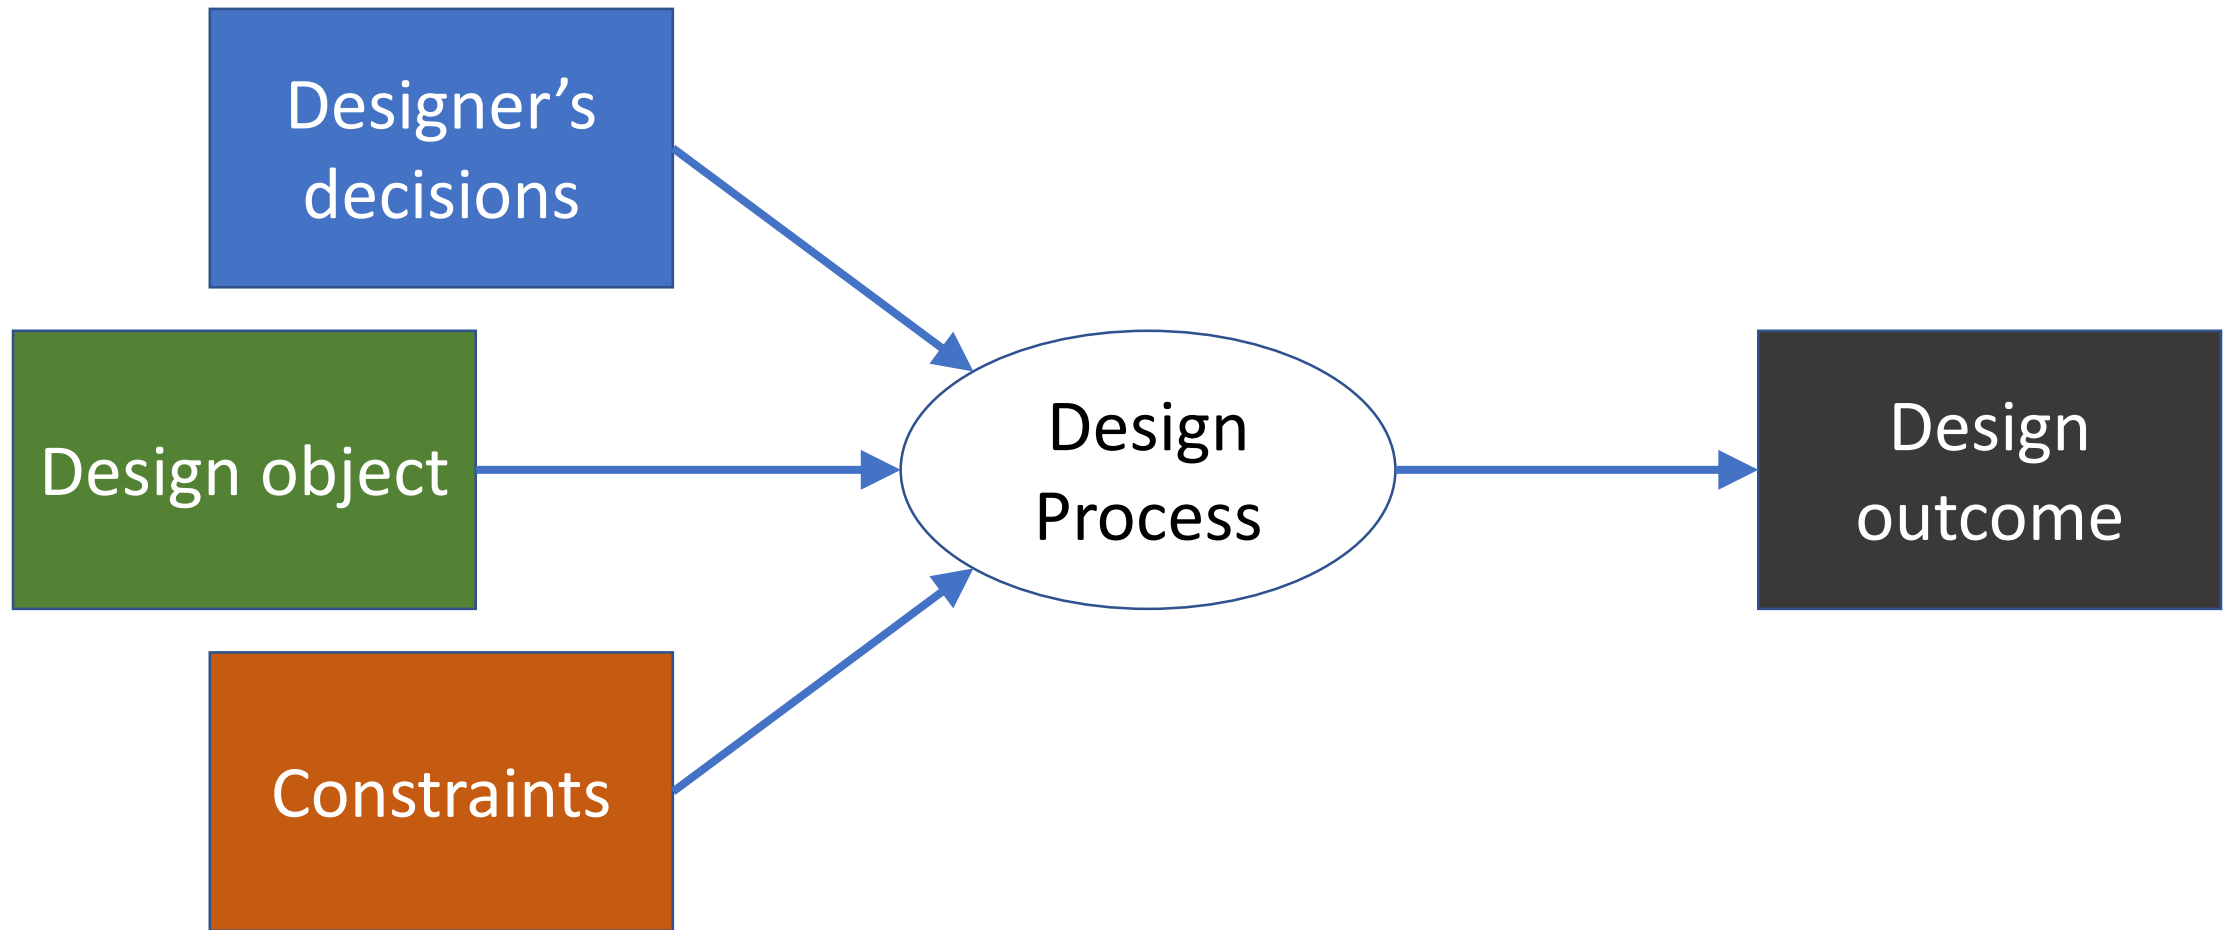 Designer’s
decisions
Design object
Constraints
Design
Process
Design
outcome